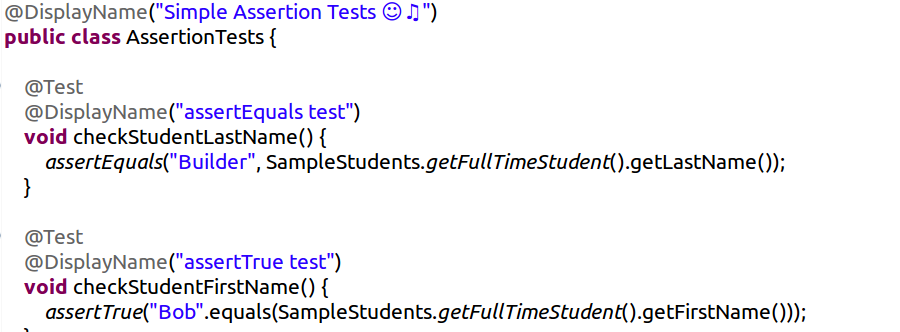 @DisplayName("Simple Assertion Tests ☺♫")
public class AssertionTests {
@Test
@DisplayName("assertEquals test")
void checkStudentLastName() {
assertEquals("Builder", SampleStudents.getFullTimeStudent().getLastName());
}
@Test
@DisplayName("assertTrue test")
void checkStudentFirstName() {
assertTrue("Bob".equals(SampleStudents.getFullTimeStudent().getFirstName()));